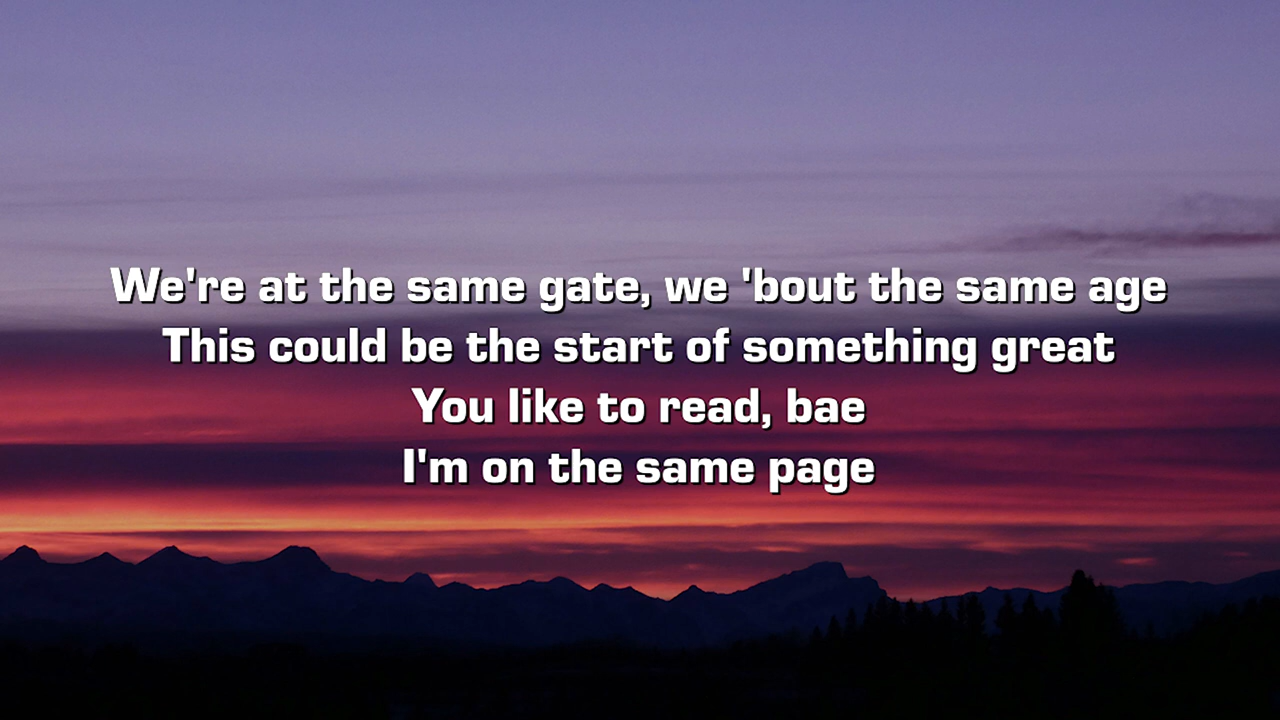 We're at the same gate, we 'bout the same age
This could be the start of something great
You like to read, bae
I'm on the same page